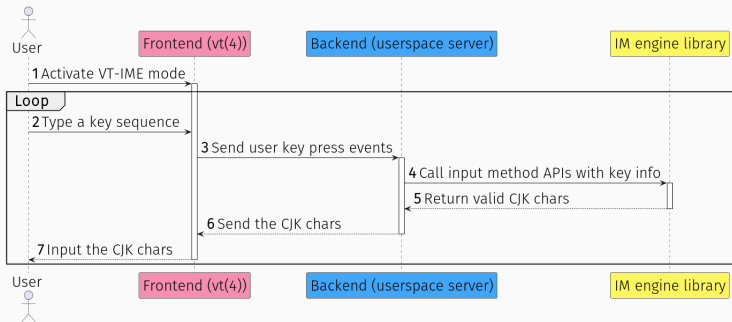 User
Frontend (vt(4))
Backend (userspace server)
IM engine library
1 Activate VT-IME mode
Loop
2 Type a key sequence
3 Send user key press events
4 Call input method APIs with key info
5 Return valid CJK chars
6 Send the CJK chars
7 Input the CJK chars
User
Frontend (vt(4))
Backend (userspace server)
IM engine library